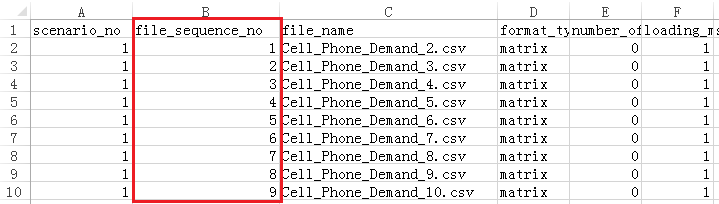 A B C D E F
1 scenario_no file_sequence_no file_name format_ty number_of loading_m
2 1 1 Cell_Phone_Demand_2.csv matrix 0 1
3 1 2 Cell_Phone_Demand_3.csv matrix 0 1
4 1 3 Cell_Phone_Demand_4.csv matrix 0 1
5 1 4 Cell_Phone_Demand_5.csv matrix 0 1
6 1 5 Cell_Phone_Demand_6.csv matrix 0 1
7 1 6 Cell_Phone_Demand_7.csv matrix 0 1
8 1 7 Cell_Phone_Demand_8.csv matrix 0 1
9 1 8 Cell_Phone_Demand_9.csv matrix 0 1
10 1 9 Cell_Phone_Demand_10.csv matrix 0 1